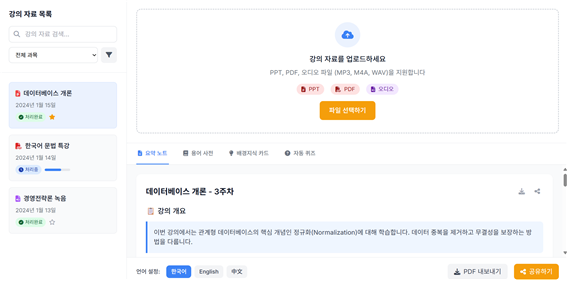 강의 자료 목록
강의 자료 검색...
전체 과목
데이터베이스 개론
2024년 1월 15일
처리완료
한국어 문법 특강
2024년 1월 14일
처리중
경영전략론 녹음
2024년 1월 13일
처리완료
강의 자료를 업로드하세요
PPT, PDF, 오디오 파일 (MP3, M4A, WAV)을 지원합니다
PPT PDF 오디오
파일 선택하기
요약 노트 용어 사전 배경지식 카드 자동 퀴즈
데이터베이스 개론 - 3주차
강의 개요
이번 강의에서는 관계형 데이터베이스의 핵심 개념인 정규화(Normalization)에 대해 학습합니다. 데이터 중복을 제거하고 무결성을 보장하는 방
법을 다룹니다.
언어 설정: 한국어 English 中文
PDF 내보내기 공유하기